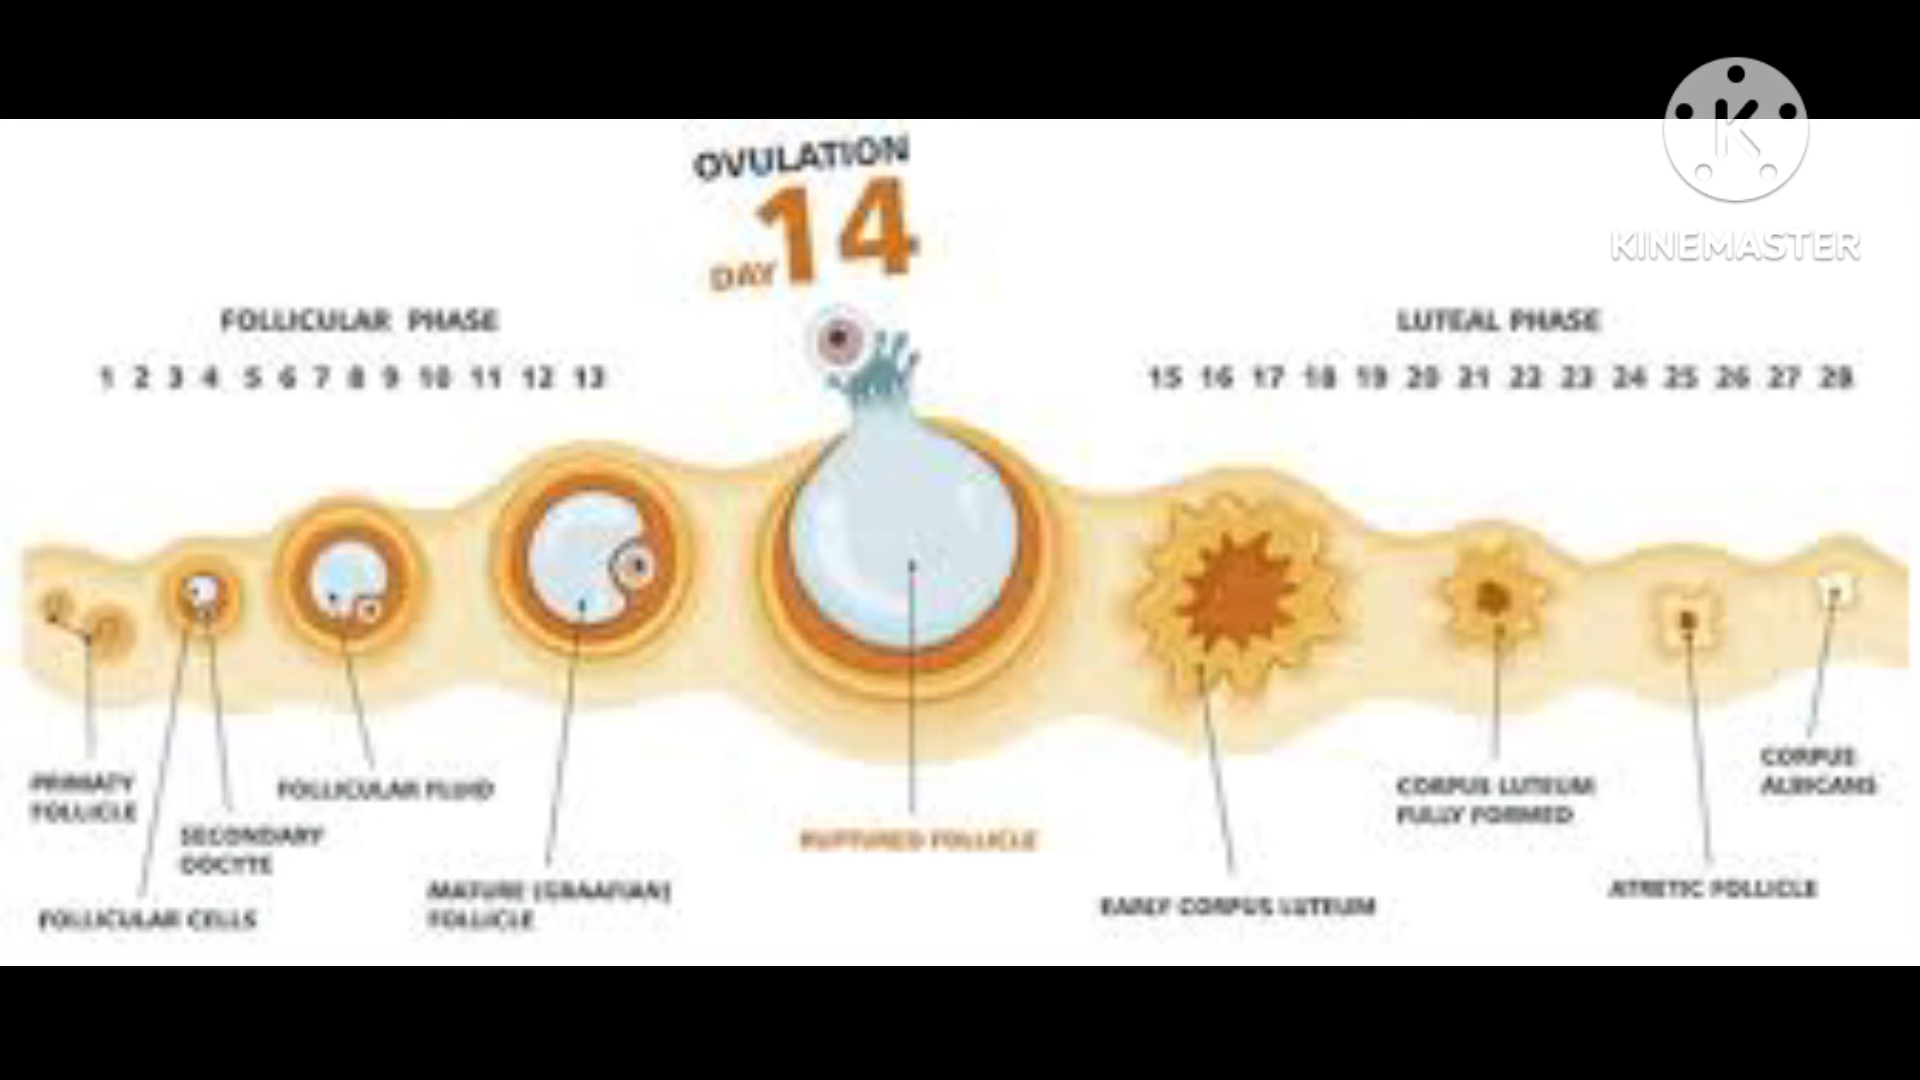 OVULATION
DAY 14
KINEMASTER
FOLLICULAR PHASE
1 2 3 4 5 6 7 8 9 10 11 12 13
LUTEAL PHASE
15 16 17 18 19 20 21 22 23 24 25 26 27 28
PRIMATY
FOLLICLE
SECONDARY
OOCYTE
FOLLICULAR CELLS
FOLLICULAR FLUID
MATURE (GRAAFIAN)
FOLLICLE
RUPTURED FOLLICLE
EARLY CORPUS LUTEUM
CORPUS LUTEUM
FULLY FORMED
ATRETIC FOLLICLE
CORPUS
ALBICANS